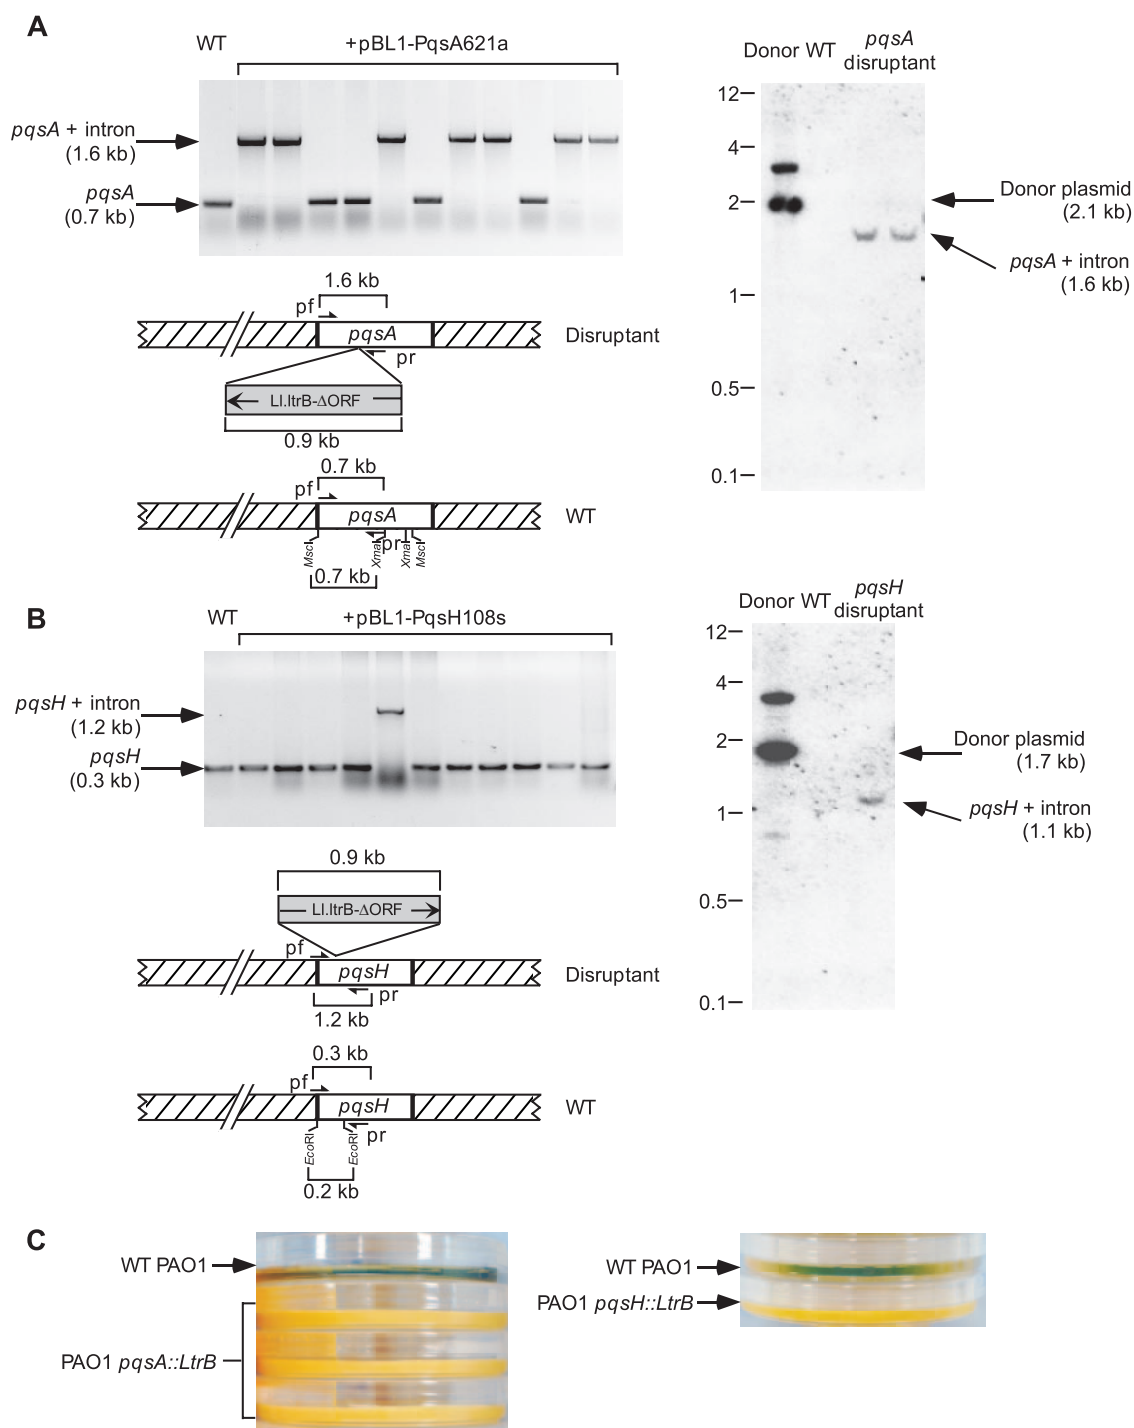 A
WT
+pBL1-PqsA621a
pqsA + intron
(1.6 kb)
pqsA
(0.7 kb)
Donor WT pqsA
disruptant
12
4
2
1
0.5
0.1
Donor plasmid
(2.1 kb)
pqsA + intron
(1.6 kb)
1.6 kb
pf
pqsA
Disruptant
pr
Ll.ltrB-ΔORF
0.9 kb
0.7 kb
pf
pqsA
WT
MscI
XmaI
pr
XmaI
MscI
0.7 kb
B
WT
+pBL1-PqsH108s
pqsH + intron
(1.2 kb)
pqsH
(0.3 kb)
Donor WT pqsH
disruptant
12
4
2
1
0.5
0.1
Donor plasmid
(1.7 kb)
pqsH + intron
(1.1 kb)
0.9 kb
Ll.ltrB-ΔORF
pf
pqsH
Disruptant
pr
1.2 kb
0.3 kb
pf
pqsH
WT
pr
EcoRI
EcoRI
0.2 kb
C
WT PAO1
PAO1 pqsA::LtrB
WT PAO1
PAO1 pqsH::LtrB